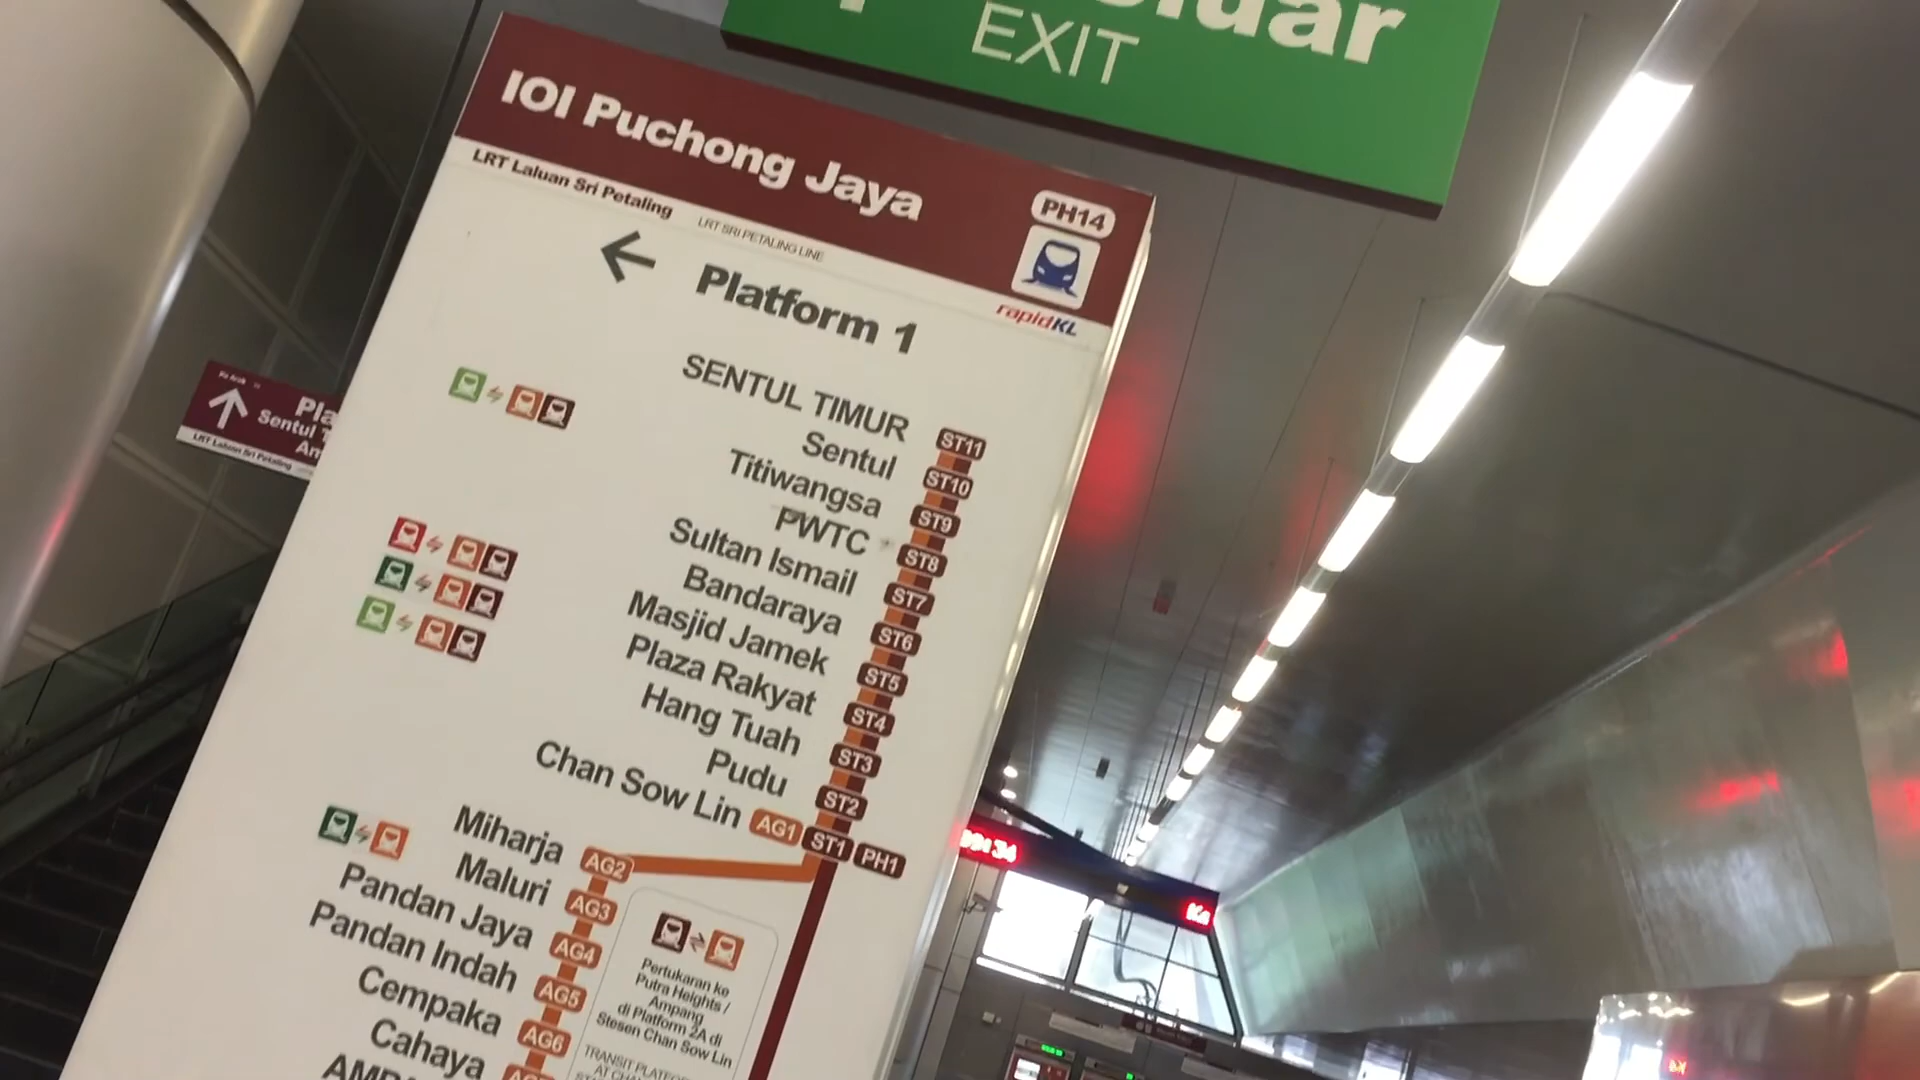 EXIT
IOI Puchong Jaya
PH14
LRT Laluan Sri Petaling
LRT SRI PETALING LINE
rapidKL
Platform 1
SENTUL TIMUR ST11
Sentul ST10
Titiwangsa ST9
PWTC ST8
Sultan Ismail ST7
Bandaraya ST6
Masjid Jamek ST5
Plaza Rakyat ST4
Hang Tuah ST3
Pudu ST2
Chan Sow Lin AG1 ST1 PH1
Miharja AG2
Maluri AG3
Pandan Jaya AG4
Pandan Indah AG5
Cempaka AG6
Cahaya
Pertukaran ke
Putra Heights /
Ampang
di Platform 2A di
Stesen Chan Sow Lin
Sentul
LRT Laluan Sri Petaling